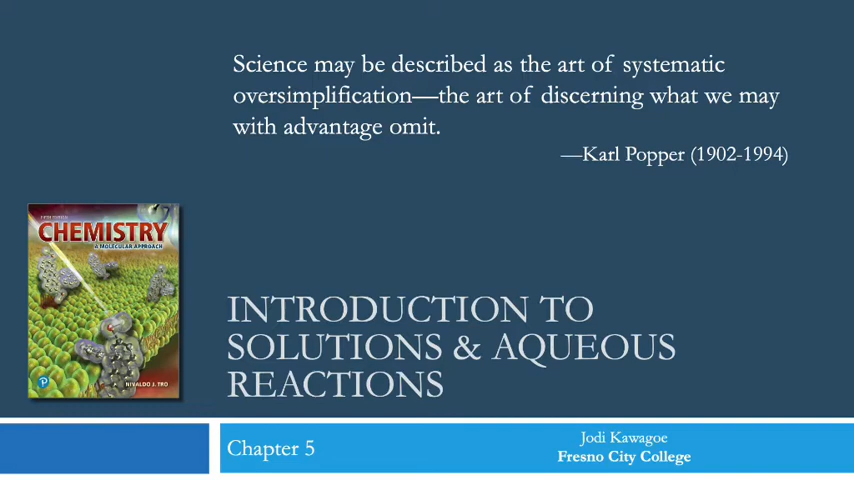 Science may be described as the art of systematic
oversimplification—the art of discerning what we may
with advantage omit.
—Karl Popper (1902-1994)
CHEMISTRY
A MOLECULAR APPROACH
NIVALDO J. TRO
INTRODUCTION TO
SOLUTIONS & AQUEOUS
REACTIONS
Chapter 5
Jodi Kawagoe
Fresno City College